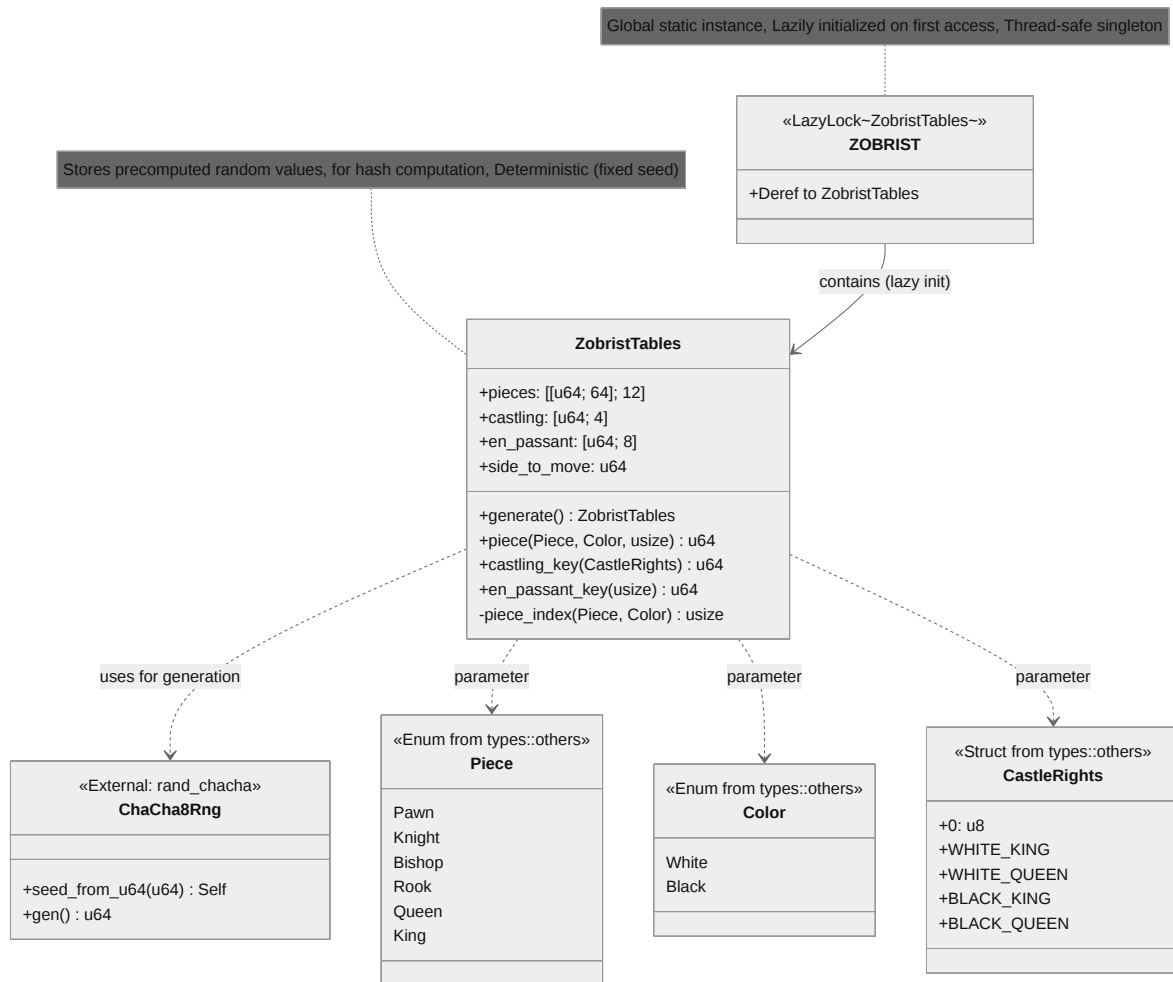 Global static instance, Lazily initialized on first access, Thread-safe singleton
«LazyLock~ZobristTables~»
ZOBRIST
+Deref to ZobristTables
Stores precomputed random values, for hash computation, Deterministic (fixed seed)
contains (lazy init)
ZobristTables
+pieces: [[u64; 64]; 12]
+castling: [u64; 4]
+en_passant: [u64; 8]
+side_to_move: u64
+generate() : ZobristTables
+piece(Piece, Color, usize) : u64
+castling_key(CastleRights) : u64
+en_passant_key(usize) : u64
-piece_index(Piece, Color) : usize
uses for generation
parameter
parameter
parameter
«External: rand_chacha»
ChaCha8Rng
+seed_from_u64(u64) : Self
+gen() : u64
«Enum from types::others»
Piece
Pawn
Knight
Bishop
Rook
Queen
King
«Enum from types::others»
Color
White
Black
«Struct from types::others»
CastleRights
+0: u8
+WHITE_KING
+WHITE_QUEEN
+BLACK_KING
+BLACK_QUEEN